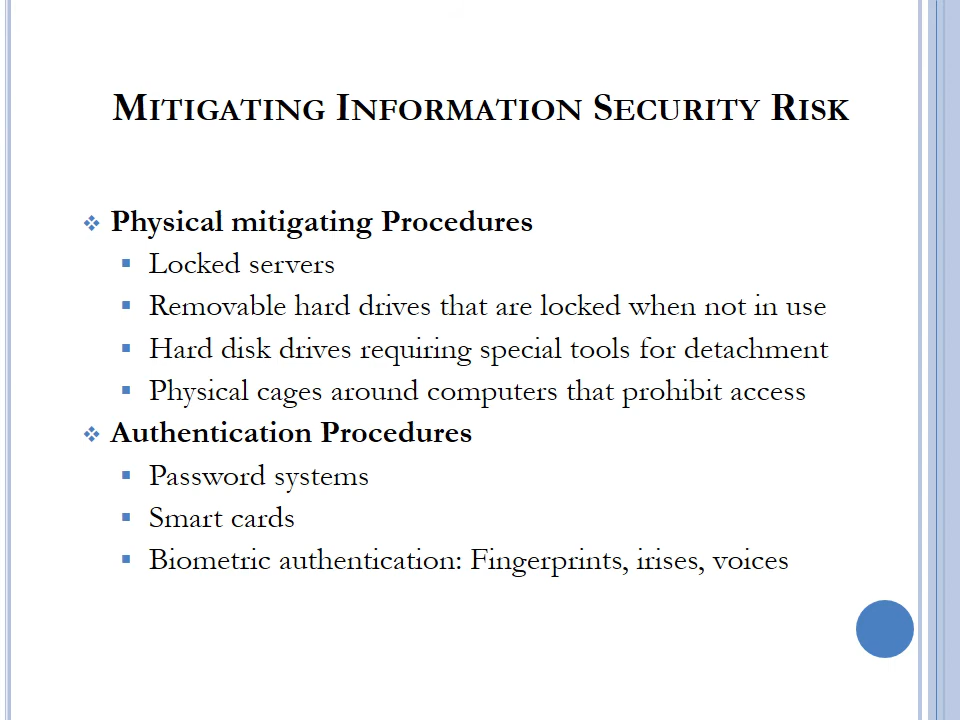 MITIGATING INFORMATION SECURITY RISK
Physical mitigating Procedures
Locked servers
Removable hard drives that are locked when not in use
Hard disk drives requiring special tools for detachment
Physical cages around computers that prohibit access
Authentication Procedures
Password systems
Smart cards
Biometric authentication: Fingerprints, irises, voices